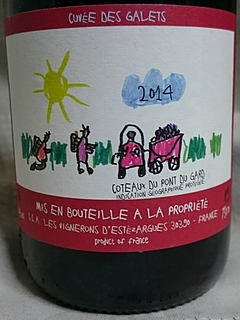 CUVÉE DES GALETS
2014
COTEAUX DU PONT DU GARD
INDICATION GÉOGRAPHIQUE PROTÉGÉE
MIS EN BOUTEILLE A LA PROPRIÉTÉ
S.C.A. LES VIGNERONS D'ESTÉZARGUES 30390 - FRANCE
product of france